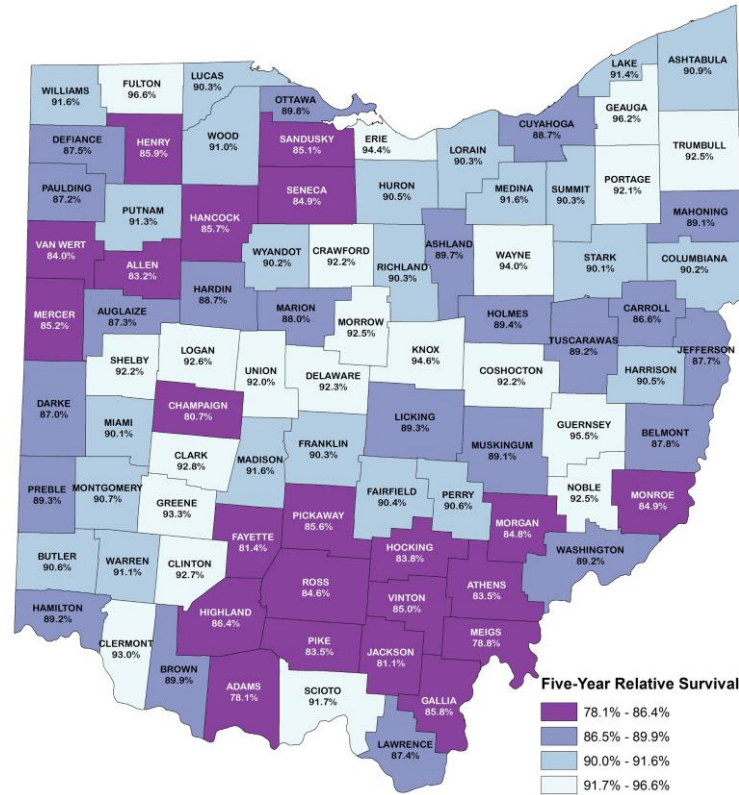 WILLIAMS
91.6%
FULTON
96.6%
LUCAS
90.3%
OTTAWA
89.8%
LAKE
91.4%
ASHTABULA
90.9%
GEAUGA
96.2%
CUYAHOGA
88.7%
DEFIANCE
87.5%
HENRY
85.9%
WOOD
91.0%
SANDUSKY
85.1%
ERIE
94.4%
LORAIN
90.3%
TRUMBULL
92.5%
PORTAGE
92.1%
PAULDING
87.2%
PUTNAM
91.3%
HANCOCK
85.7%
SENECA
84.9%
HURON
90.5%
MEDINA
91.6%
SUMMIT
90.3%
MAHONING
89.1%
VAN WERT
84.0%
ALLEN
83.2%
WYANDOT
90.2%
CRAWFORD
92.2%
RICHLAND
90.3%
ASHLAND
89.7%
WAYNE
94.0%
STARK
90.1%
COLUMBIANA
90.2%
MERCER
85.2%
AUGLAIZE
87.3%
HARDIN
88.7%
MARION
88.0%
MORROW
92.5%
HOLMES
89.4%
TUSCARAWAS
89.2%
CARROLL
86.6%
JEFFERSON
87.7%
SHELBY
92.2%
LOGAN
92.6%
UNION
92.0%
DELAWARE
92.3%
KNOX
94.6%
COSHOCTON
92.2%
HARRISON
90.5%
DARKE
87.0%
MIAMI
90.1%
CHAMPAIGN
80.7%
LICKING
89.3%
GUERNSEY
95.5%
BELMONT
87.8%
CLARK
92.8%
MADISON
91.6%
FRANKLIN
90.3%
MUSKINGUM
89.1%
PREBLE
89.3%
MONTGOMERY
90.7%
GREENE
93.3%
FAIRFIELD
90.4%
PERRY
90.6%
NOBLE
92.5%
MONROE
84.9%
PICKAWAY
85.6%
MORGAN
84.8%
FAYETTE
81.4%
HOCKING
83.8%
WASHINGTON
89.2%
BUTLER
90.6%
WARREN
91.1%
CLINTON
92.7%
ROSS
84.6%
VINTON
85.0%
ATHENS
83.5%
HAMILTON
89.2%
HIGHLAND
86.4%
CLERMONT
93.0%
PIKE
83.5%
JACKSON
81.1%
MEIGS
78.8%
BROWN
89.9%
ADAMS
78.1%
SCIOTO
91.7%
GALLIA
85.8%
LAWRENCE
87.4%
Five-Year Relative Survival
78.1% - 86.4%
86.5% - 89.9%
90.0% - 91.6%
91.7% - 96.6%